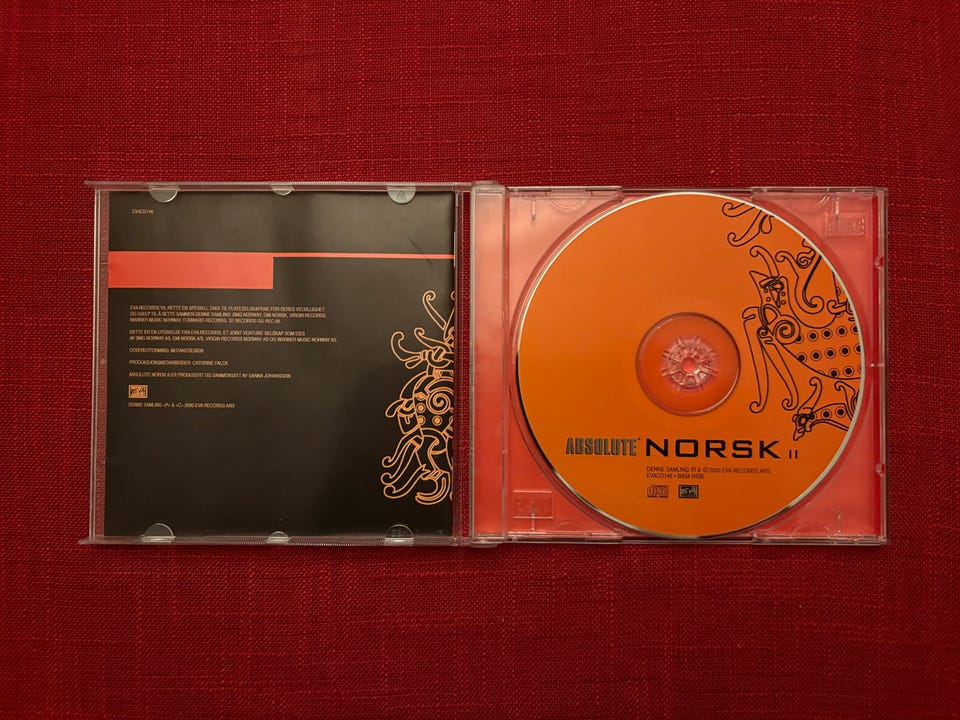 EVACD146
EVA RECORDS VIL RETTE EN SPESIELL TAKK TIL PLATESELSKAPENE FOR DERES VELVILLIGHET
OG HJELP TIL Å SETTE SAMMEN DENNE SAMLING: BMG NORWAY, EMI NORSK, VIRGIN RECORDS,
WARNER MUSIC NORWAY, FORWARD RECORDS, S2 RECORDS OG REC 90.
DETTE ER EN UTGIVELSE FRA EVA RECORDS, ET JOINT VENTURE SELSKAP SOM EIES
AV BMG NORWAY AS, EMI NORSK AS, VIRGIN RECORDS NORWAY AS OG WARNER MUSIC NORWAY AS.
COVERUTFORMING: MUTANTDESIGN
PRODUKSJONSMEDARBEIDER: CATHRINE FALCK
ABSOLUTE NORSK II ER PRODUSERT OG SAMMENSATT AV SANNA JOHANSSON.
EVA
DENNE SAMLING ‹P› & ‹C› 2000 EVA RECORDS ANS
ABSOLUTE NORSK II
DENNE SAMLING ℗ & © 2000 EVA RECORDS ANS
EVACD146 • BIEM N©B
EVA